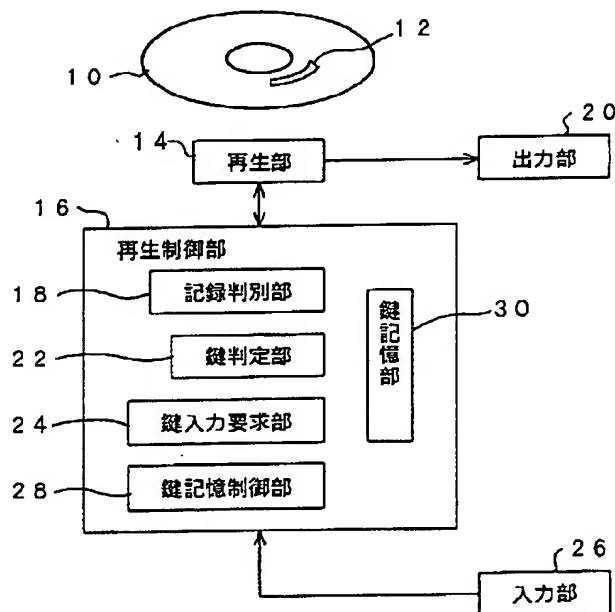 12
10
20
14
再生部
出力部
16
再生制御部
18
記録判別部
30
鍵記憶部
22
鍵判定部
24
鍵入力要求部
28
鍵記憶制御部
26
入力部